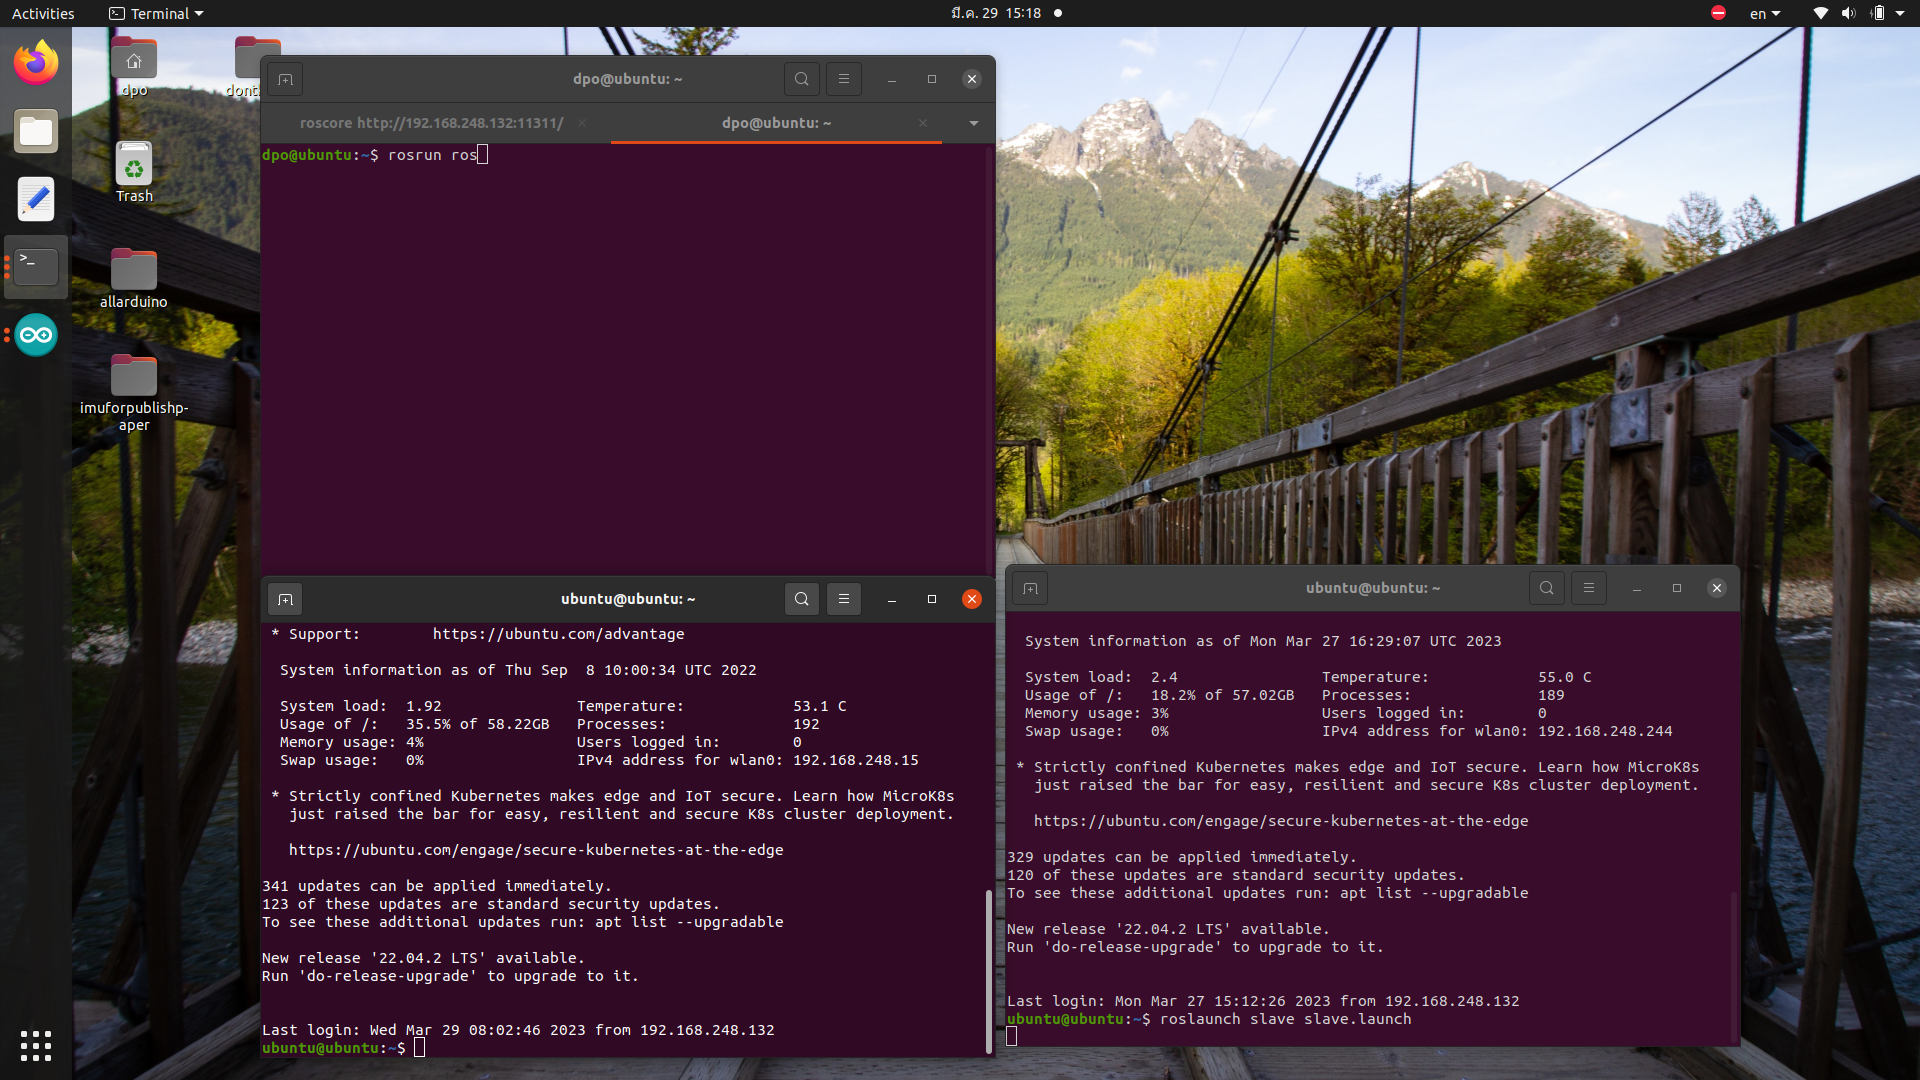 Activities
Terminal
มี.ค. 29 15:18
en
dpo
Trash
allarduino
imuforpublishp-
aper
dpo@ubuntu: ~
roscore http://192.168.248.132:11311/
dpo@ubuntu: ~
dpo@ubuntu:~$ rosrun ros
ubuntu@ubuntu: ~
* Support: https://ubuntu.com/advantage
System information as of Thu Sep 8 10:00:34 UTC 2022
System load: 1.92 Temperature: 53.1 C
Usage of /: 35.5% of 58.22GB Processes: 192
Memory usage: 4% Users logged in: 0
Swap usage: 0% IPv4 address for wlan0: 192.168.248.15
* Strictly confined Kubernetes makes edge and IoT secure. Learn how MicroK8s
just raised the bar for easy, resilient and secure K8s cluster deployment.
https://ubuntu.com/engage/secure-kubernetes-at-the-edge
341 updates can be applied immediately.
123 of these updates are standard security updates.
To see these additional updates run: apt list --upgradable
New release '22.04.2 LTS' available.
Run 'do-release-upgrade' to upgrade to it.
Last login: Wed Mar 29 08:02:46 2023 from 192.168.248.132
ubuntu@ubuntu:~$
ubuntu@ubuntu: ~
System information as of Mon Mar 27 16:29:07 UTC 2023
System load: 2.4 Temperature: 55.0 C
Usage of /: 18.2% of 57.02GB Processes: 189
Memory usage: 3% Users logged in: 0
Swap usage: 0% IPv4 address for wlan0: 192.168.248.244
* Strictly confined Kubernetes makes edge and IoT secure. Learn how MicroK8s
just raised the bar for easy, resilient and secure K8s cluster deployment.
https://ubuntu.com/engage/secure-kubernetes-at-the-edge
329 updates can be applied immediately.
120 of these updates are standard security updates.
To see these additional updates run: apt list --upgradable
New release '22.04.2 LTS' available.
Run 'do-release-upgrade' to upgrade to it.
Last login: Mon Mar 27 15:12:26 2023 from 192.168.248.132
ubuntu@ubuntu:~$ roslaunch slave slave.launch